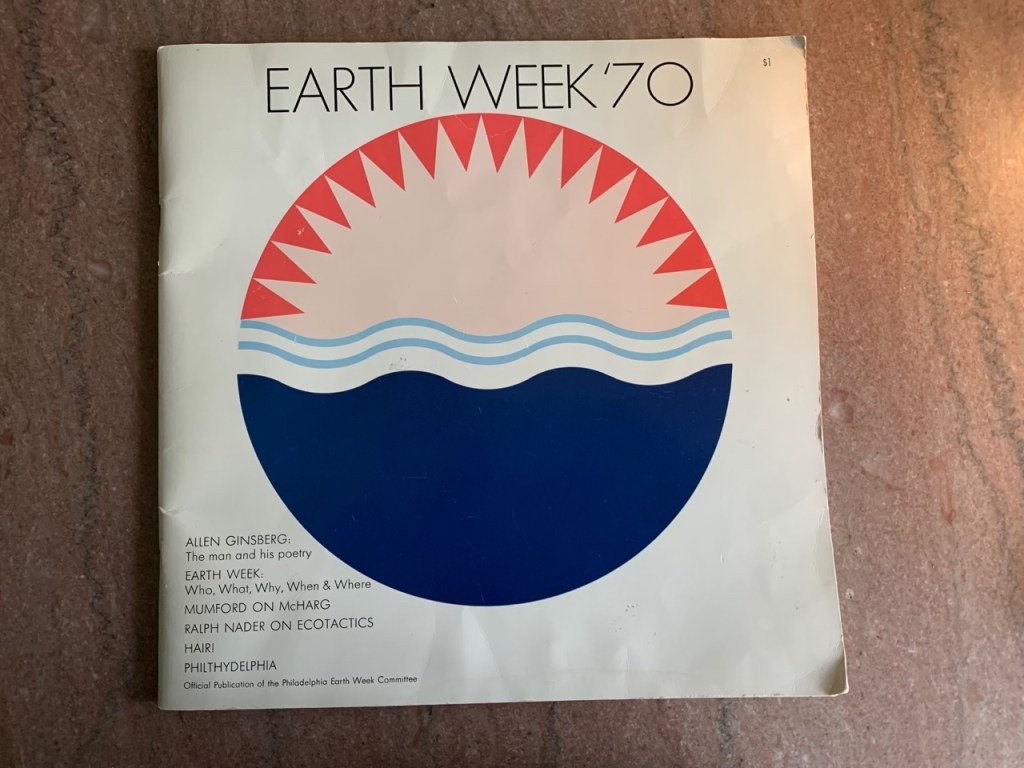 EARTH WEEK '70
$1
ALLEN GINSBERG:
The man and his poetry
EARTH WEEK:
Who, What, Why, When & Where
MUMFORD ON McHARG
RALPH NADER ON ECOTACTICS
HAIR!
PHILTHYDELPHIA
Official Publication of the Philadelphia Earth Week Committee